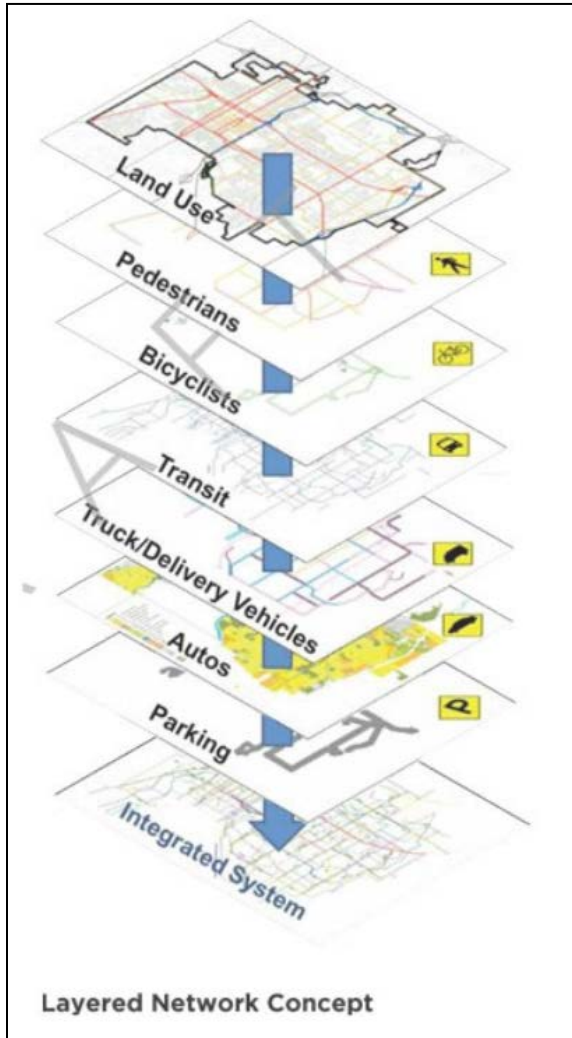 Land Use
Pedestrians
Bicyclists
Transit
Truck/Delivery Vehicles
Autos
Parking
P
Integrated System
Layered Network Concept